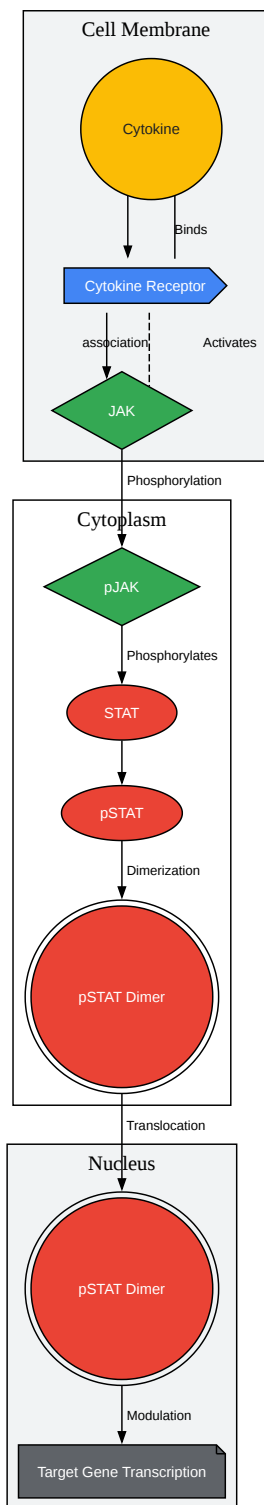 Cell Membrane
Cytokine
Binds
Cytokine Receptor
association
Activates
JAK
Phosphorylation
Cytoplasm
pJAK
Phosphorylates
STAT
pSTAT
Dimerization
pSTAT Dimer
Translocation
Nucleus
pSTAT Dimer
Modulation
Target Gene Transcription